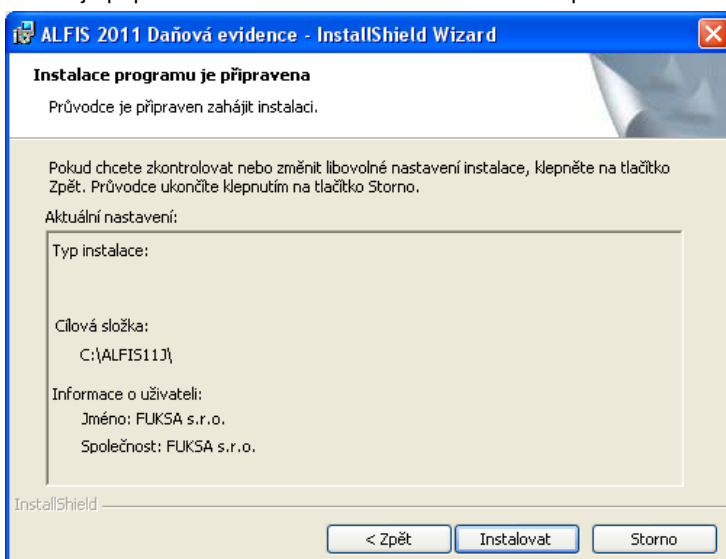 ALFIS 2011 Daňová evidence - InstallShield Wizard
Instalace programu je připravena
Průvodce je připraven zahájit instalaci.
Pokud chcete zkontrolovat nebo změnit libovolné nastavení instalace, klepněte na tlačítko
Zpět. Průvodce ukončíte klepnutím na tlačítko Storno.
Aktuální nastavení:
Typ instalace:
Cílová složka:
C:\ALFIS11J\
Informace o uživateli:
Jméno: FUKSA s.r.o.
Společnost: FUKSA s.r.o.
InstallShield
< Zpět Instalovat Storno